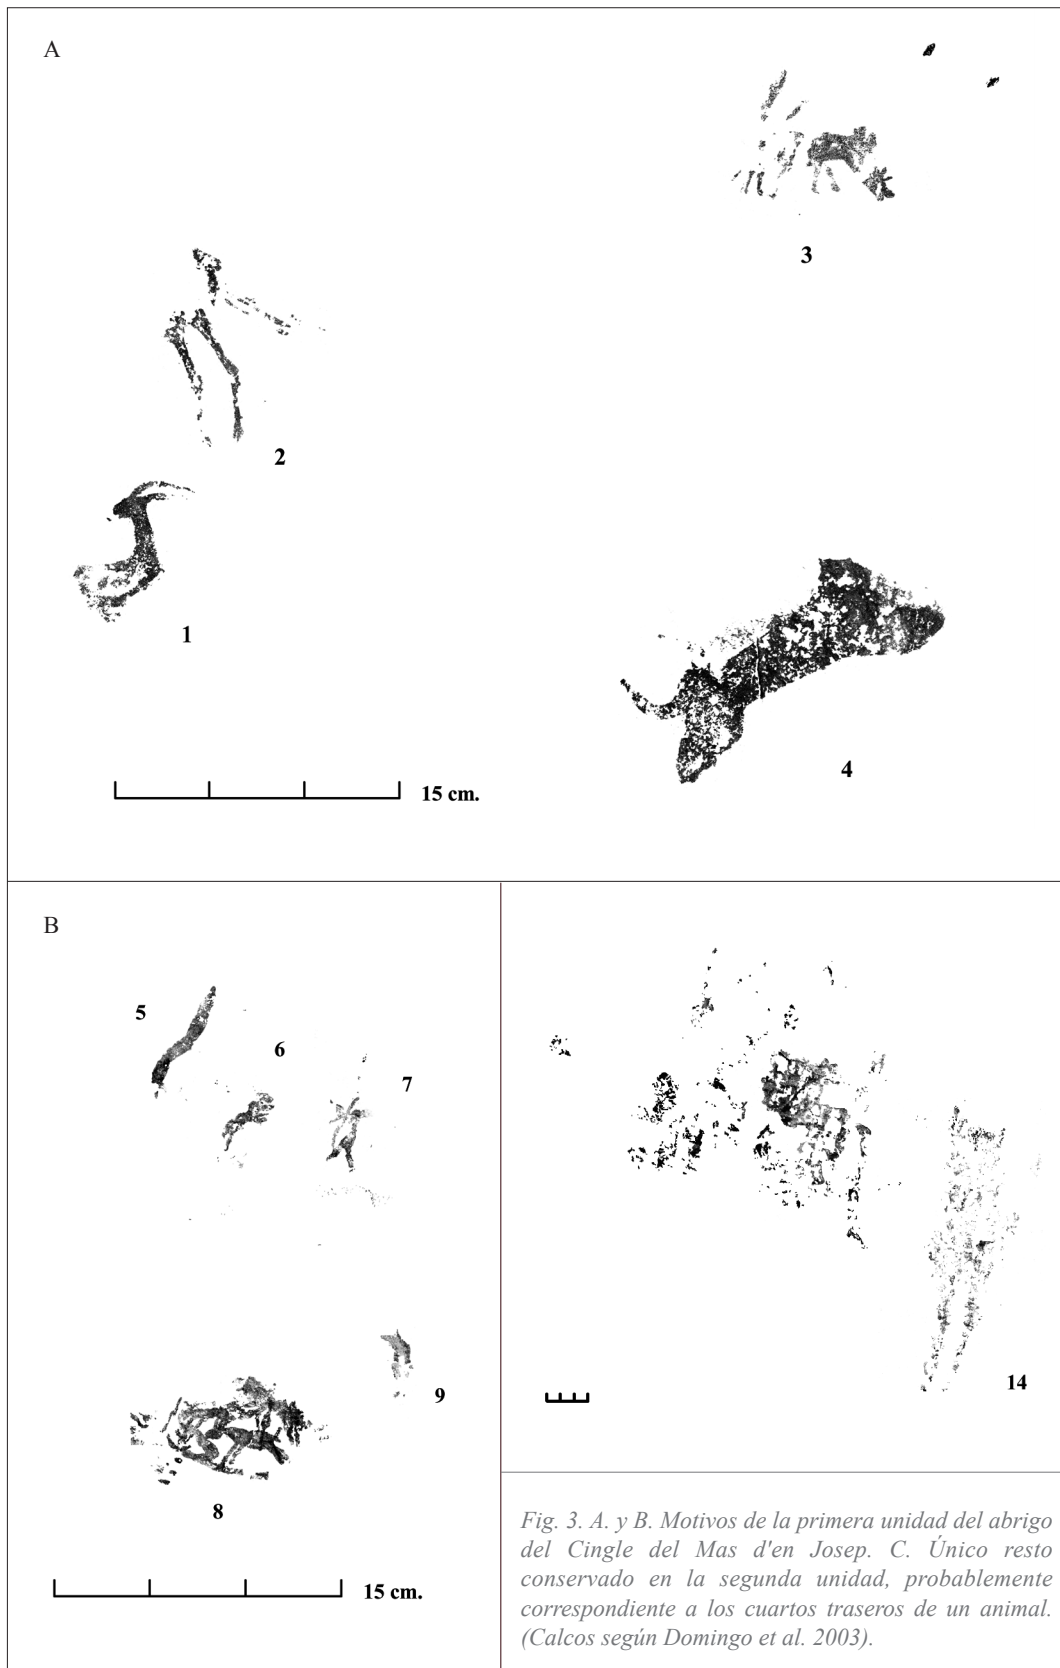 A
3
2
1
4
15 cm.
B
5
6
7
9
8
15 cm.
14
Fig. 3. A. y B. Motivos de la primera unidad del abrigo
del Cingle del Mas d'en Josep. C. Único resto
conservado en la segunda unidad, probablemente
correspondiente a los cuartos traseros de un animal.
(Calcos según Domingo et al. 2003).